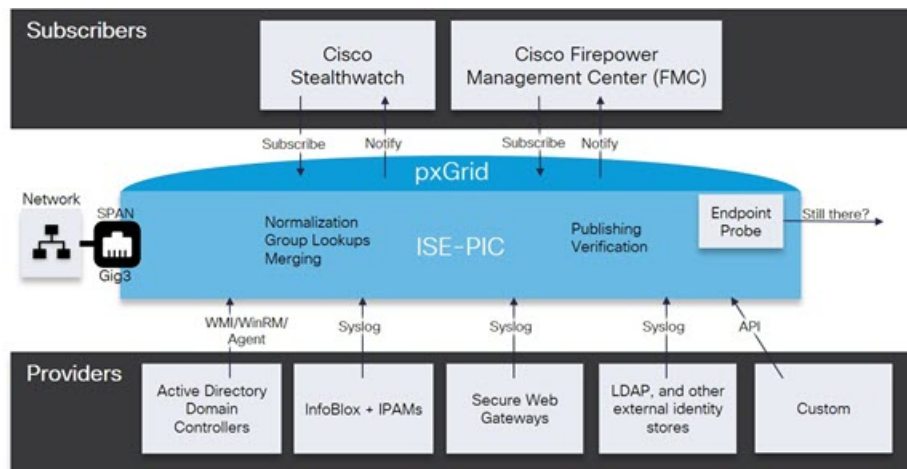 Subscribers
Cisco
Stealthwatch
Cisco Firepower
Management Center (FMC)
Subscribe
Notify
Subscribe
Notify
pxGrid
Network
SPAN
Gig3
Normalization
Group Lookups
Merging
ISE-PIC
Publishing
Verification
Endpoint
Probe
Still there?
WMI/WinRM/
Agent
Syslog
Syslog
Syslog
API
Providers
Active Directory
Domain
Controllers
InfoBlox + IPAMs
Secure Web
Gateways
LDAP, and other
external identity
stores
Custom